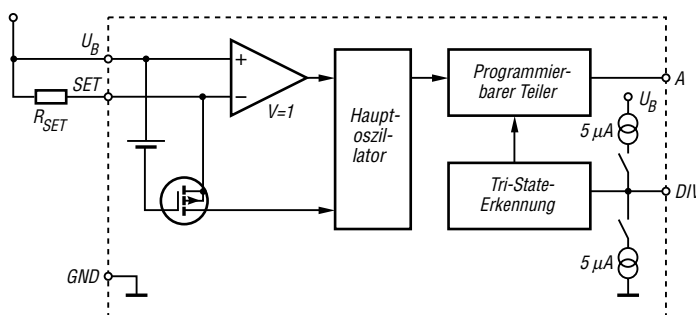 U_B
SET
R_SET
+
−
V=1
Haupt-
oszil-
lator
Programmier-
barer Teiler
A
U_B
5 µA
Tri-State-
Erkennung
DIV
5 µA
GND